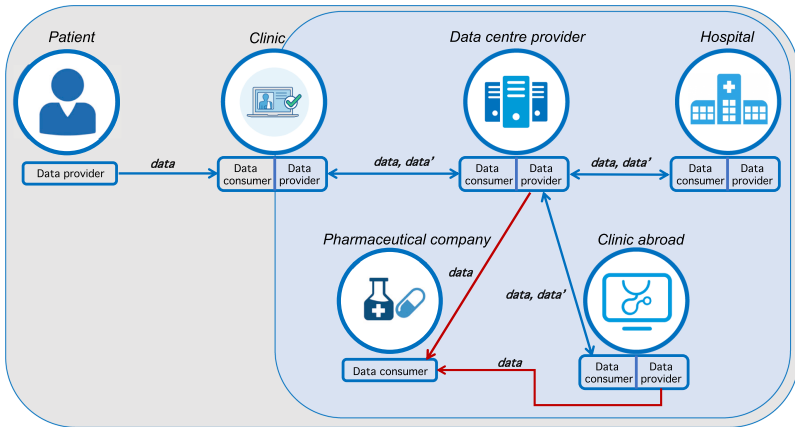 Patient
Clinic
Data centre provider
Hospital
Data provider
data
Data
consumer
Data
provider
data, data’
Data
consumer
Data
provider
data, data’
Data
consumer
Data
provider
Pharmaceutical company
Clinic abroad
data
data, data’
Data consumer
data
Data
consumer
Data
provider